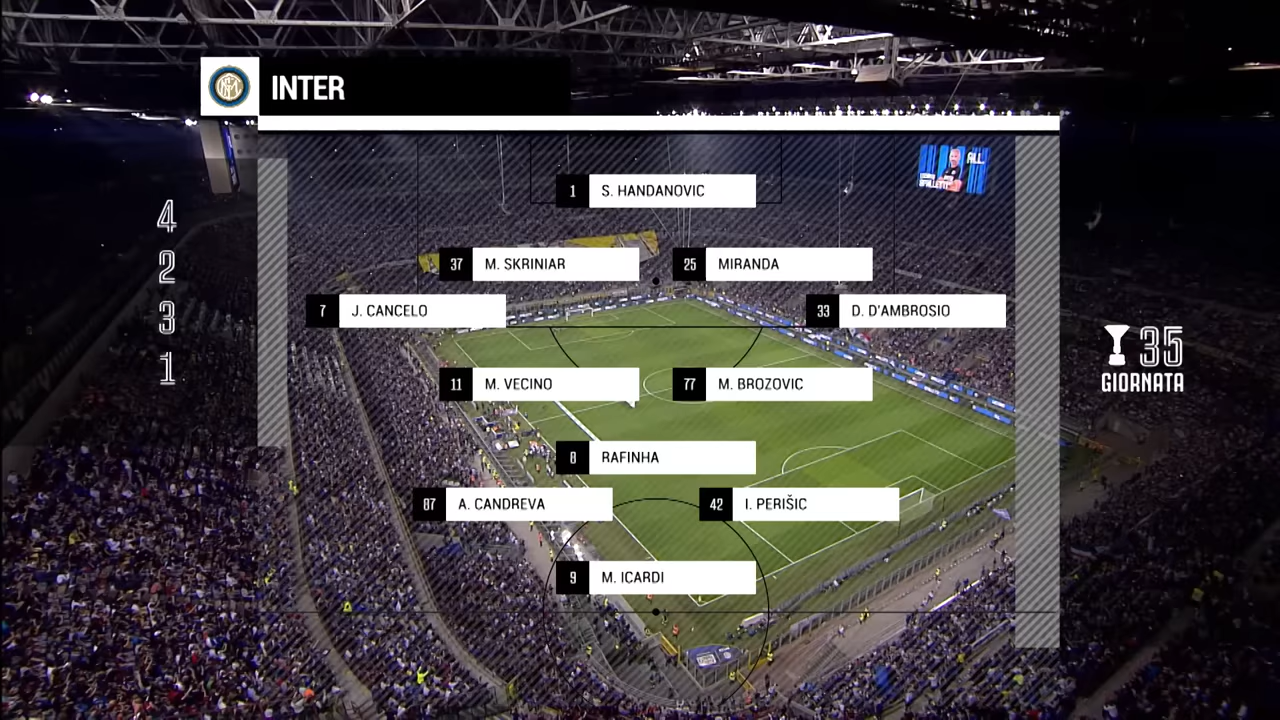 INTER
ALL.
1 S. HANDANOVIC
37 M. SKRINIAR
25 MIRANDA
7 J. CANCELO
33 D. D'AMBROSIO
4
2
3
1
35
GIORNATA
11 M. VECINO
77 M. BROZOVIC
8 RAFINHA
87 A. CANDREVA
42 I. PERIŠIC
9 M. ICARDI